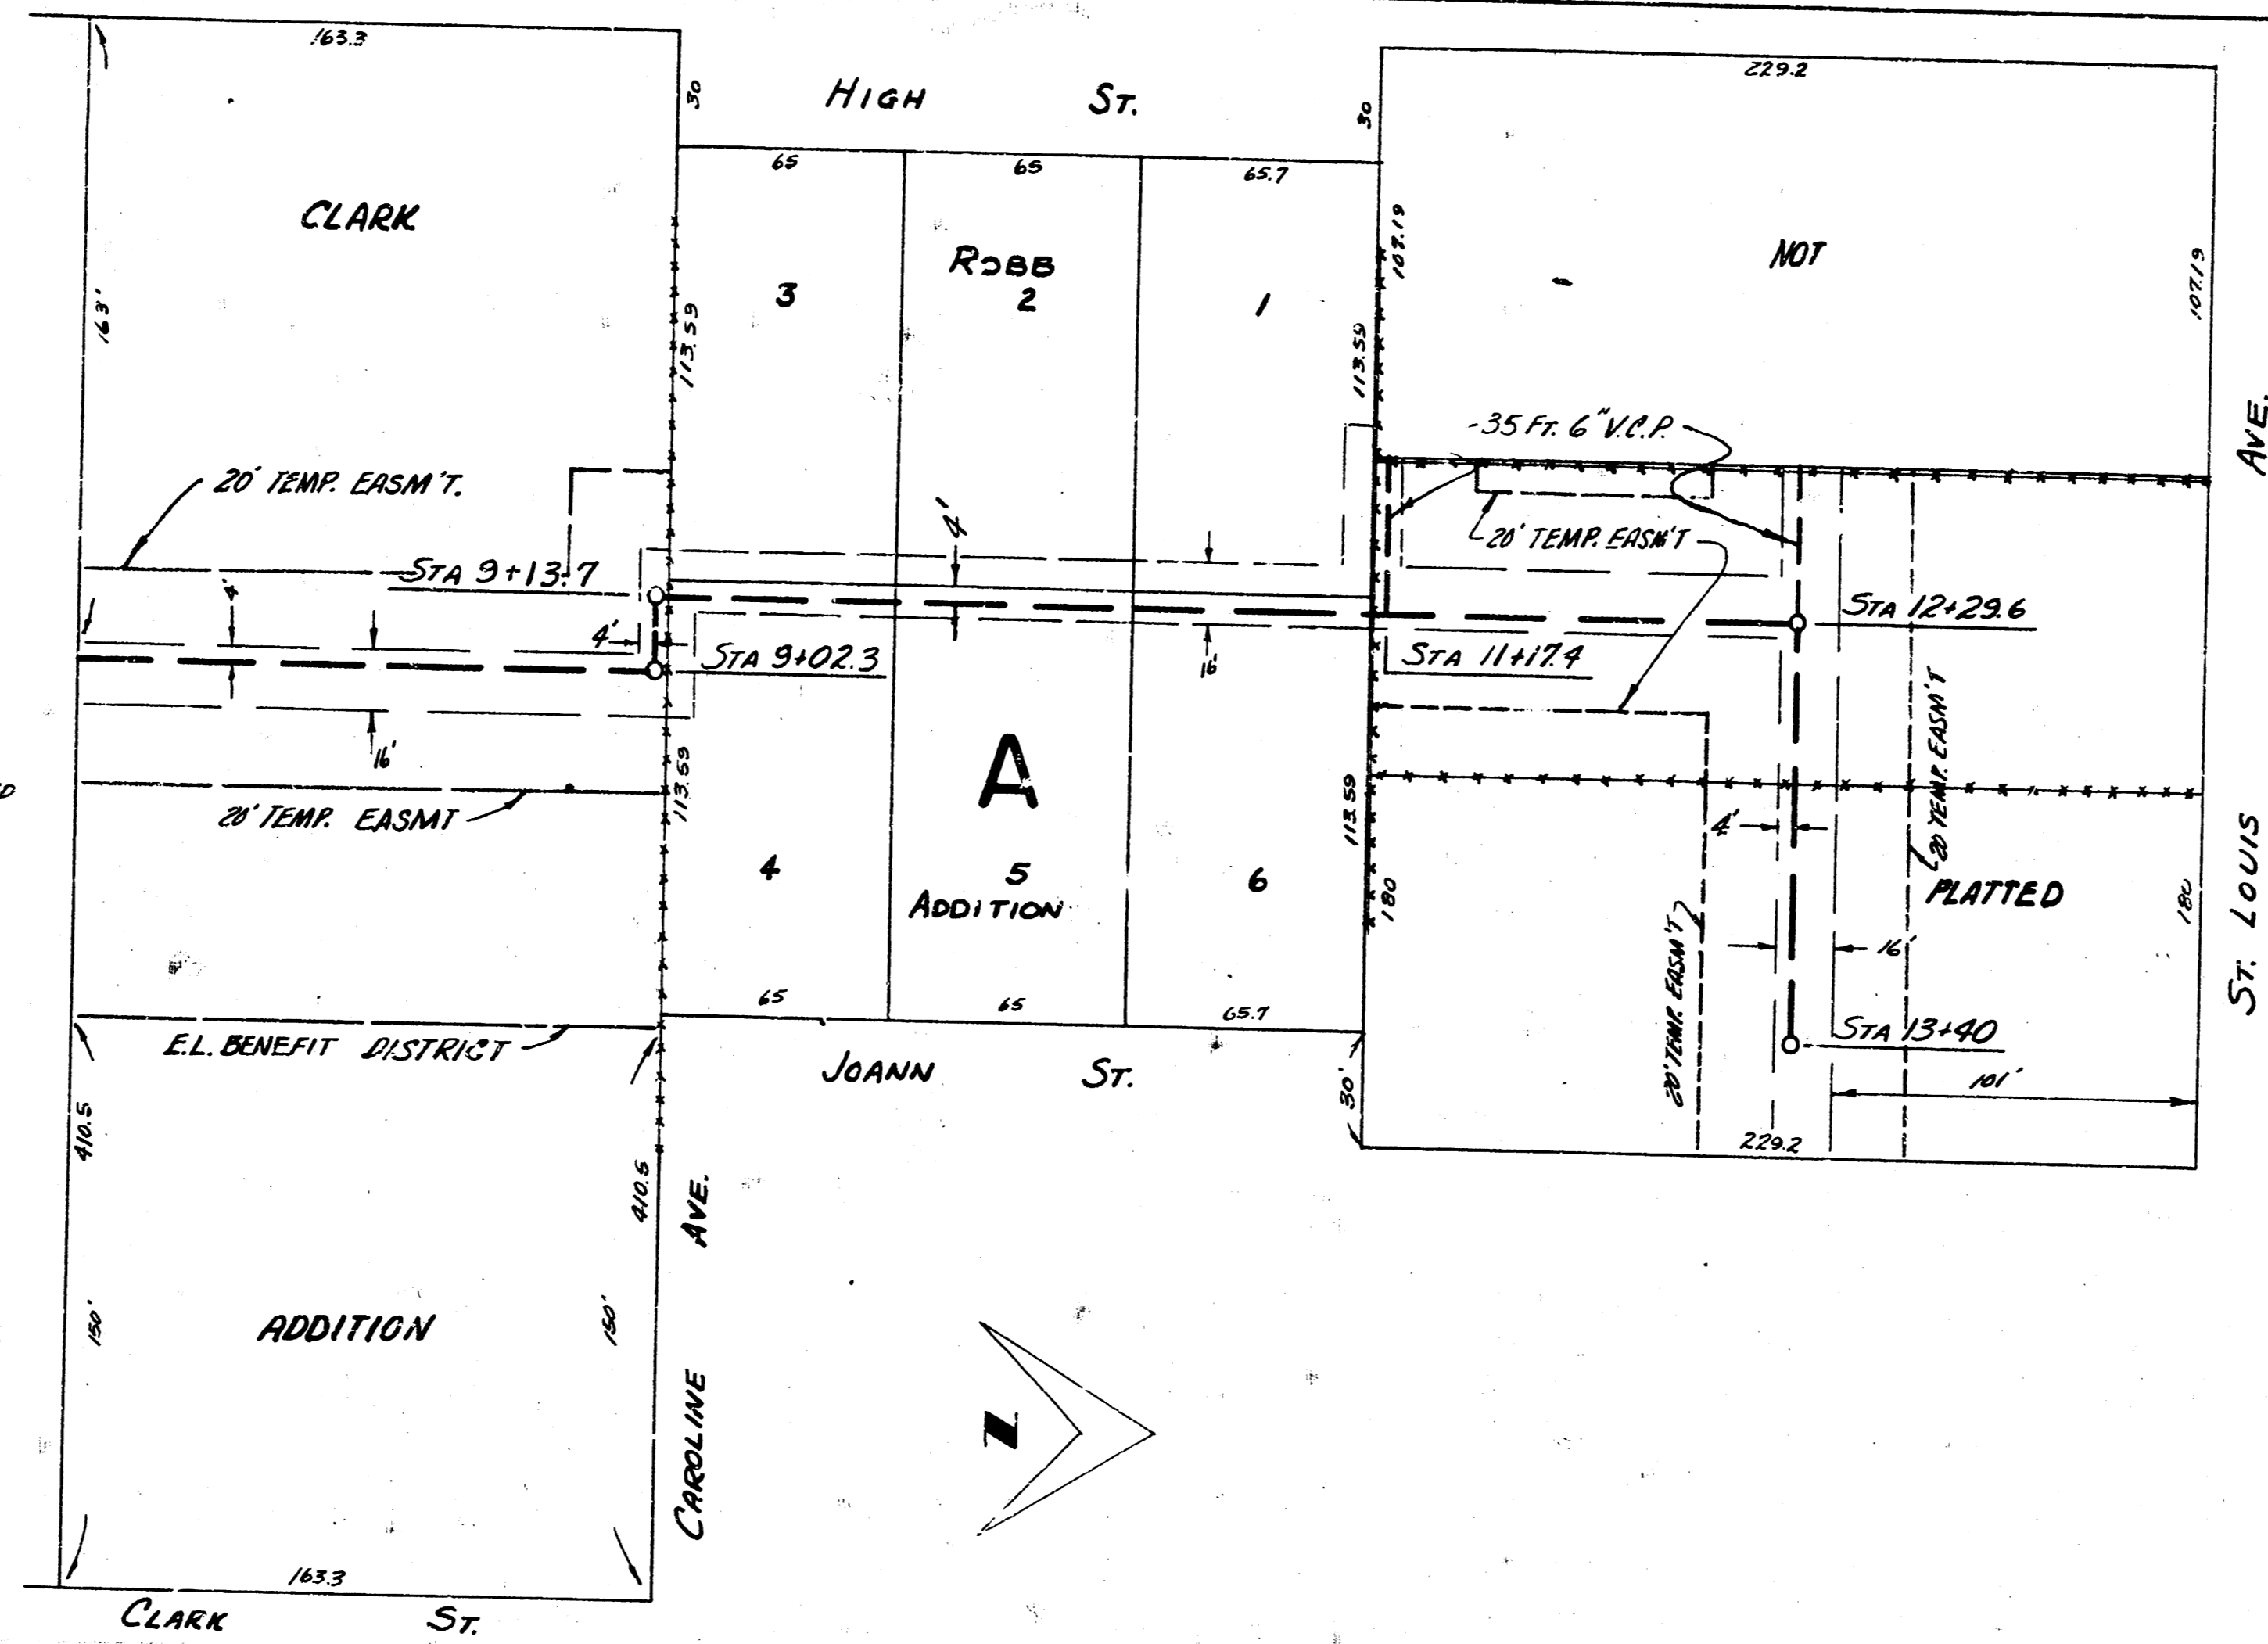 163.3
30
HIGH ST.
30
229.2
65
65
65.7
CLARK
ROBB
NOT
3
2
1
163'
113.59
113.59
107.19
107.19
AVE.
-35 FT. 6" V.C.P.
20' TEMP. EASM'T.
4'
20' TEMP. EASM'T
STA 9+13.7
4'
4'
STA 12+29.6
STA 9+02.3
16'
STA 11+17.4
16'
20' TEMP. EASM'T
20' TEMP. EASMT
113.59
A
113.59
4'
4
5
6
ADDITION
180
PLATTED
180
ST. LOUIS
16'
20' TEMP. EASM'T
65
65
65.7
E.L. BENEFIT DISTRICT
JOANN ST.
STA 13+40
30'
101'
410.5
410.5
229.2
AVE.
150'
ADDITION
150'
CAROLINE
N
163.3
CLARK ST.